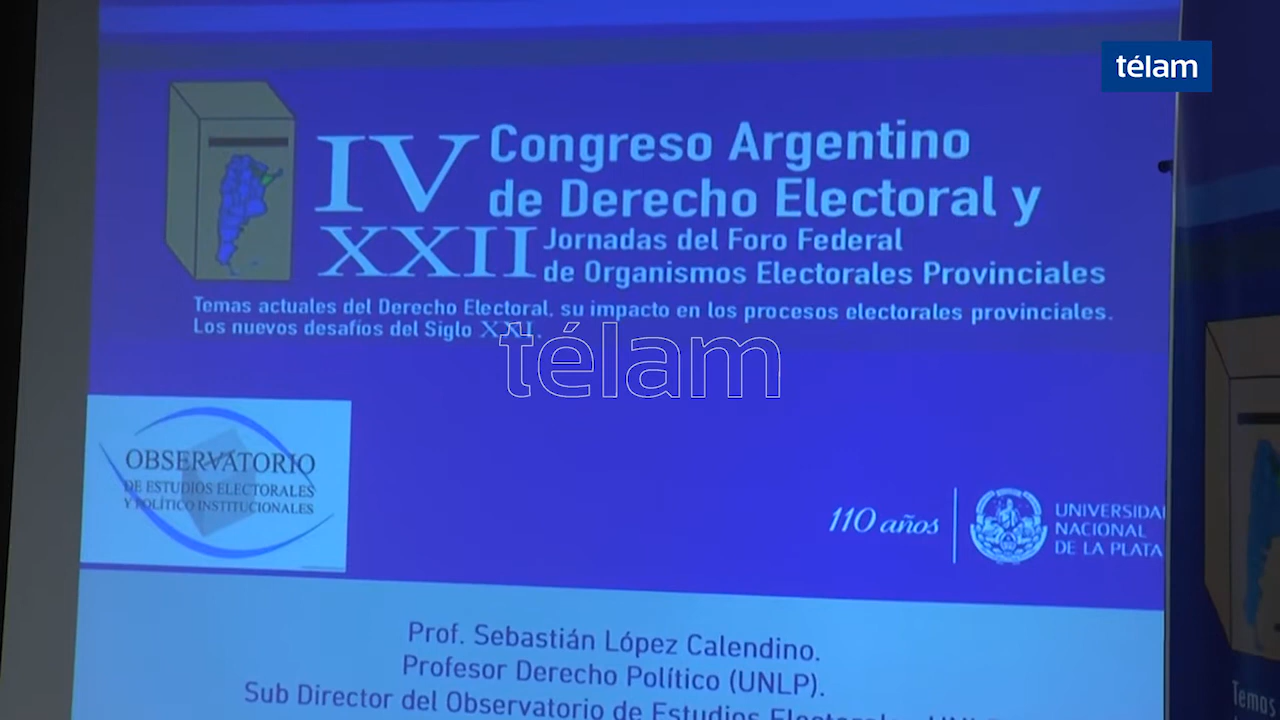 télam
IV Congreso Argentino
de Derecho Electoral y
XXII Jornadas del Foro Federal
de Organismos Electorales Provinciales
Temas actuales del Derecho Electoral, su impacto en los procesos electorales provinciales.
Los nuevos desafíos del Siglo XXI.
télam
OBSERVATORIO
DE ESTUDIOS ELECTORALES
Y POLÍTICO INSTITUCIONALES
110 años
UNIVERSIDA
NACIONAL
DE LA PLATA
Prof. Sebastián López Calendino.
Profesor Derecho Político (UNLP).
Sub Director del Observatorio de Estudios
Temos